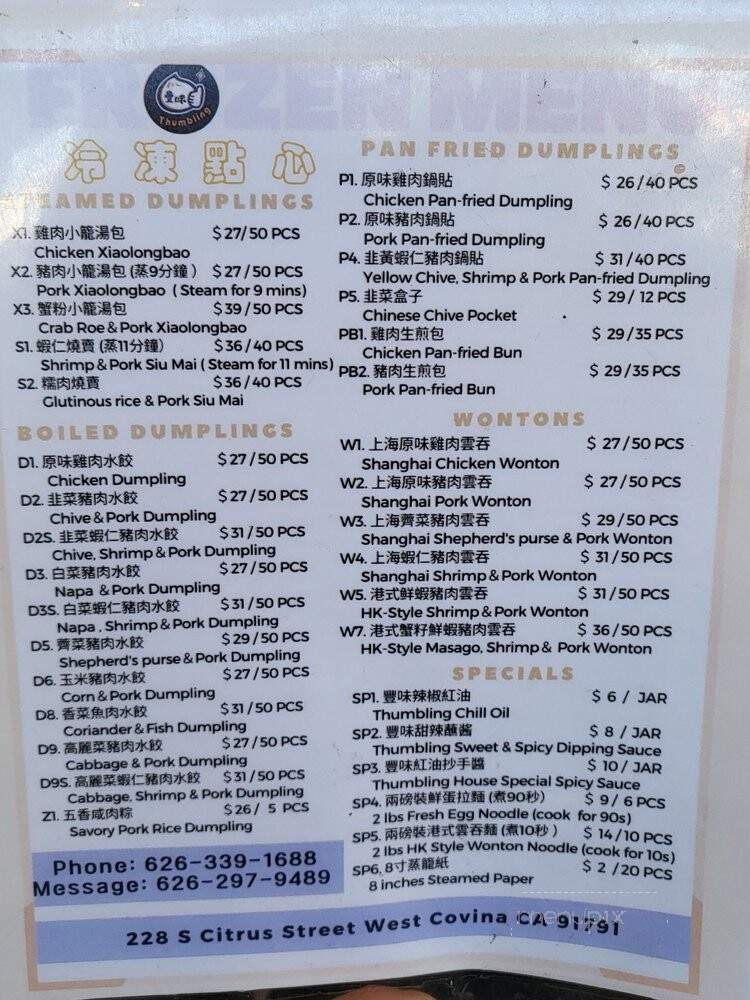 FROZEN MENU
豐味
Thumbling
冷凍點心
STEAMED DUMPLINGS
X1. 雞肉小籠湯包 $27/50 PCS
Chicken Xiaolongbao
X2. 豬肉小籠湯包 (蒸9分鐘) $27/50 PCS
Pork Xiaolongbao (Steam for 9 mins)
X3. 蟹粉小籠湯包 $39/50 PCS
Crab Roe & Pork Xiaolongbao
S1. 蝦仁燒賣 (蒸11分鐘) $36/40 PCS
Shrimp & Pork Siu Mai (Steam for 11 mins)
S2. 糯肉燒賣 $36/40 PCS
Glutinous rice & Pork Siu Mai
BOILED DUMPLINGS
D1. 原味雞肉水餃 $27/50 PCS
Chicken Dumpling
D2. 韭菜豬肉水餃 $27/50 PCS
Chive & Pork Dumpling
D2S. 韭菜蝦仁豬肉水餃 $31/50 PCS
Chive, Shrimp & Pork Dumpling
D3. 白菜豬肉水餃 $27/50 PCS
Napa & Pork Dumpling
D3S. 白菜蝦仁豬肉水餃 $31/50 PCS
Napa , Shrimp & Pork Dumpling
D5. 薺菜豬肉水餃 $29/50 PCS
Shepherd's purse & Pork Dumpling
D6. 玉米豬肉水餃 $27/50 PCS
Corn & Pork Dumpling
D8. 香菜魚肉水餃 $31/50 PCS
Coriander & Fish Dumpling
D9. 高麗菜豬肉水餃 $27/50 PCS
Cabbage & Pork Dumpling
D9S. 高麗菜蝦仁豬肉水餃 $31/50 PCS
Cabbage, Shrimp & Pork Dumpling
Z1. 五香咸肉粽 $26/ 5 PCS
Savory Pork Rice Dumpling
Phone: 626-339-1688
Message: 626-297-9489
PAN FRIED DUMPLINGS
P1. 原味雞肉鍋貼 $ 26/40 PCS
Chicken Pan-fried Dumpling
P2. 原味豬肉鍋貼 $ 26/40 PCS
Pork Pan-fried Dumpling
P4. 韭黃蝦仁豬肉鍋貼 $ 31/40 PCS
Yellow Chive, Shrimp & Pork Pan-fried Dumpling
P5. 韭菜盒子 $ 29/ 12 PCS
Chinese Chive Pocket
PB1. 雞肉生煎包 $ 29/35 PCS
Chicken Pan-fried Bun
PB2. 豬肉生煎包 $ 29/35 PCS
Pork Pan-fried Bun
WONTONS
W1. 上海原味雞肉雲吞 $ 27/50 PCS
Shanghai Chicken Wonton
W2. 上海原味豬肉雲吞 $ 27/50 PCS
Shanghai Pork Wonton
W3. 上海薺菜豬肉雲吞 $ 29/50 PCS
Shanghai Shepherd's purse & Pork Wonton
W4. 上海蝦仁豬肉雲吞 $ 31/50 PCS
Shanghai Shrimp & Pork Wonton
W5. 港式鮮蝦豬肉雲吞 $ 31/50 PCS
HK-Style Shrimp & Pork Wonton
W7. 港式蟹籽鮮蝦豬肉雲吞 $ 36/50 PCS
HK-Style Masago, Shrimp & Pork Wonton
SPECIALS
SP1. 豐味辣椒紅油 $ 6 / JAR
Thumbling Chill Oil
SP2. 豐味甜辣蘸醬 $ 8 / JAR
Thumbling Sweet & Spicy Dipping Sauce
SP3. 豐味紅油抄手醬 $ 10/ JAR
Thumbling House Special Spicy Sauce
SP4. 兩磅裝鮮蛋拉麵 (煮90秒) $ 9/ 6 PCS
2 lbs Fresh Egg Noodle (cook for 90s)
SP5. 兩磅裝港式雲吞麵 (煮10秒) $ 14/10 PCS
2 lbs HK Style Wonton Noodle (cook for 10s)
SP6. 8寸蒸籠紙 $ 2 /20 PCS
8 inches Steamed Paper
menupix
228 S Citrus Street West Covina CA 91791